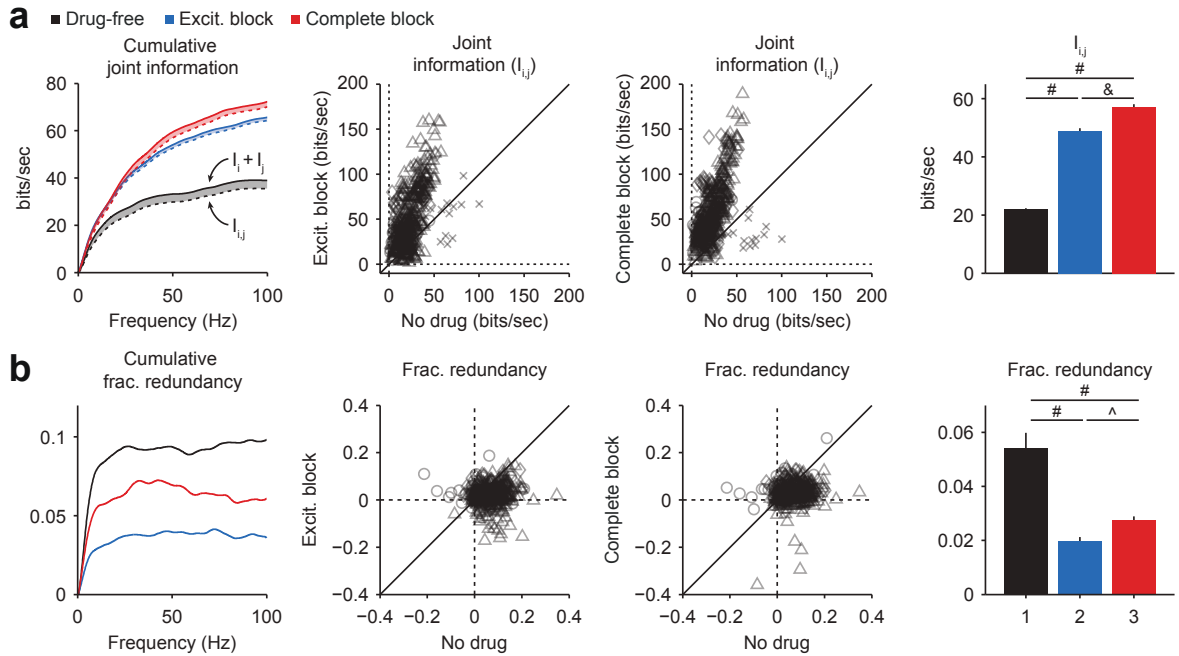 a
Drug-free
Excit. block
Complete block
Cumulative
joint information
bits/sec
80
60
40
20
0
I_i + I_j
I_i,j
0
50
100
Frequency (Hz)
Joint
information (I_i,j)
Excit. block (bits/sec)
200
150
100
50
0
0
50
100
150
200
No drug (bits/sec)
Joint
information (I_i,j)
Complete block (bits/sec)
200
150
100
50
0
0
50
100
150
200
No drug (bits/sec)
I_i,j
#
#
&
bits/sec
60
40
20
0
b
Cumulative
frac. redundancy
0.1
0.05
0
0
50
100
Frequency (Hz)
Frac. redundancy
Excit. block
0.4
0.2
0
−0.2
−0.4
−0.4
−0.2
0
0.2
0.4
No drug
Frac. redundancy
Complete block
0.4
0.2
0
−0.2
−0.4
−0.4
−0.2
0
0.2
0.4
No drug
Frac. redundancy
#
#
^
0.06
0.04
0.02
0
1
2
3